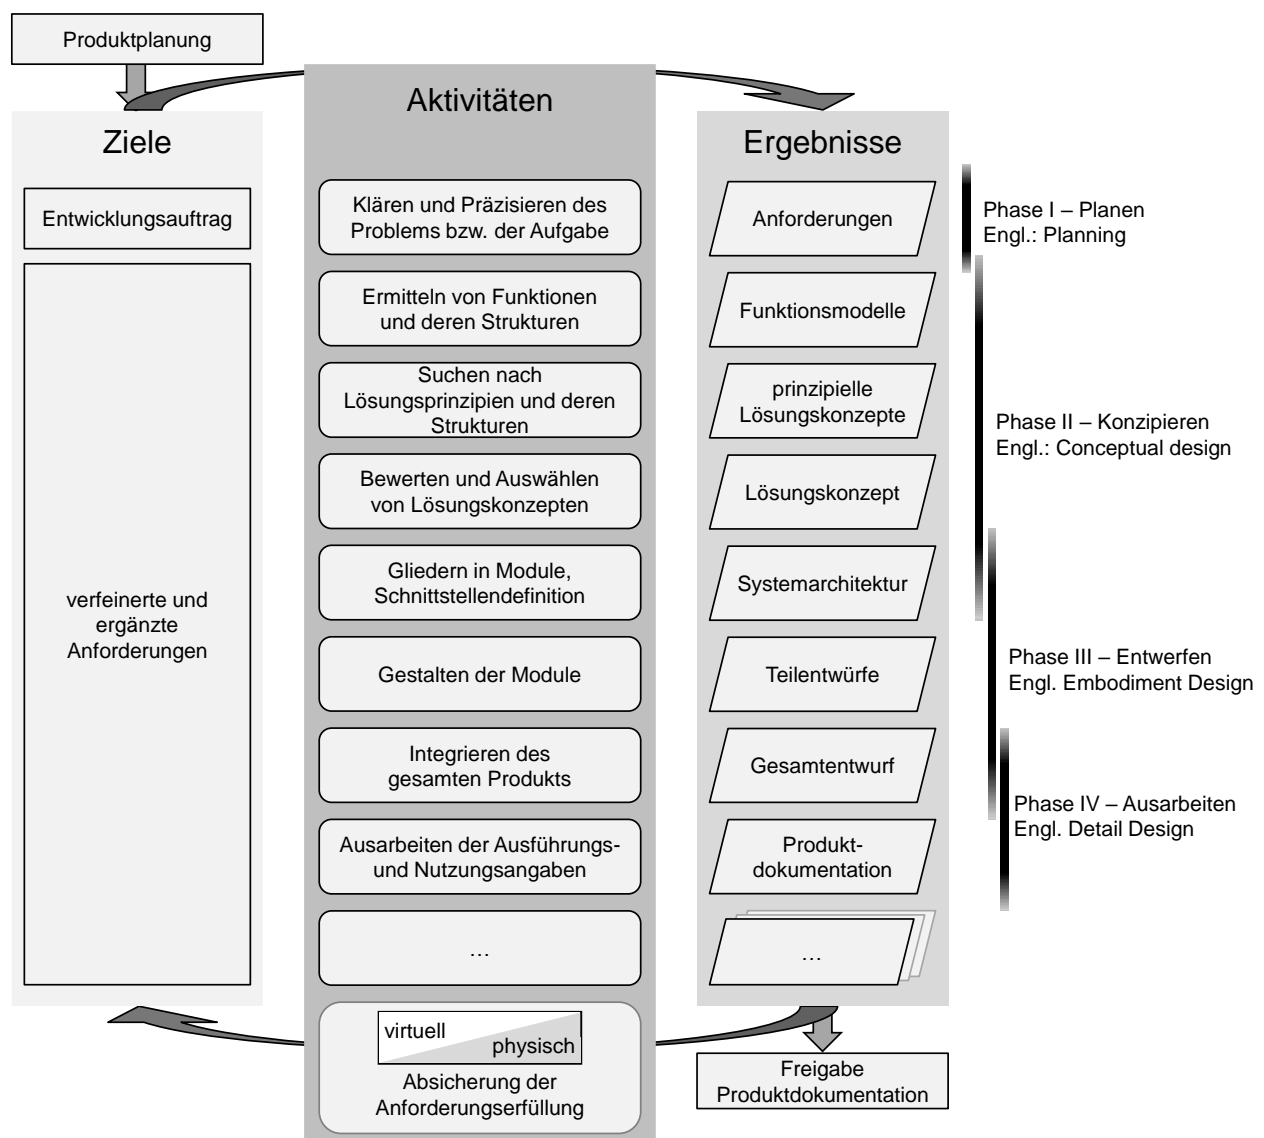 Produktplanung
Ziele
Entwicklungsauftrag
verfeinerte und
ergänzte
Anforderungen
Aktivitäten
Klären und Präzisieren des
Problems bzw. der Aufgabe
Ermitteln von Funktionen
und deren Strukturen
Suchen nach
Lösungsprinzipien und deren
Strukturen
Bewerten und Auswählen
von Lösungskonzepten
Gliedern in Module,
Schnittstellendefinition
Gestalten der Module
Integrieren des
gesamten Produkts
Ausarbeiten der Ausführungs-
und Nutzungsangaben
…
virtuell
physisch
Absicherung der
Anforderungserfüllung
Ergebnisse
Anforderungen
Funktionsmodelle
prinzipielle
Lösungskonzepte
Lösungskonzept
Systemarchitektur
Teilentwürfe
Gesamtentwurf
Produkt-
dokumentation
…
Freigabe
Produktdokumentation
Phase I – Planen
Engl.: Planning
Phase II – Konzipieren
Engl.: Conceptual design
Phase III – Entwerfen
Engl. Embodiment Design
Phase IV – Ausarbeiten
Engl. Detail Design